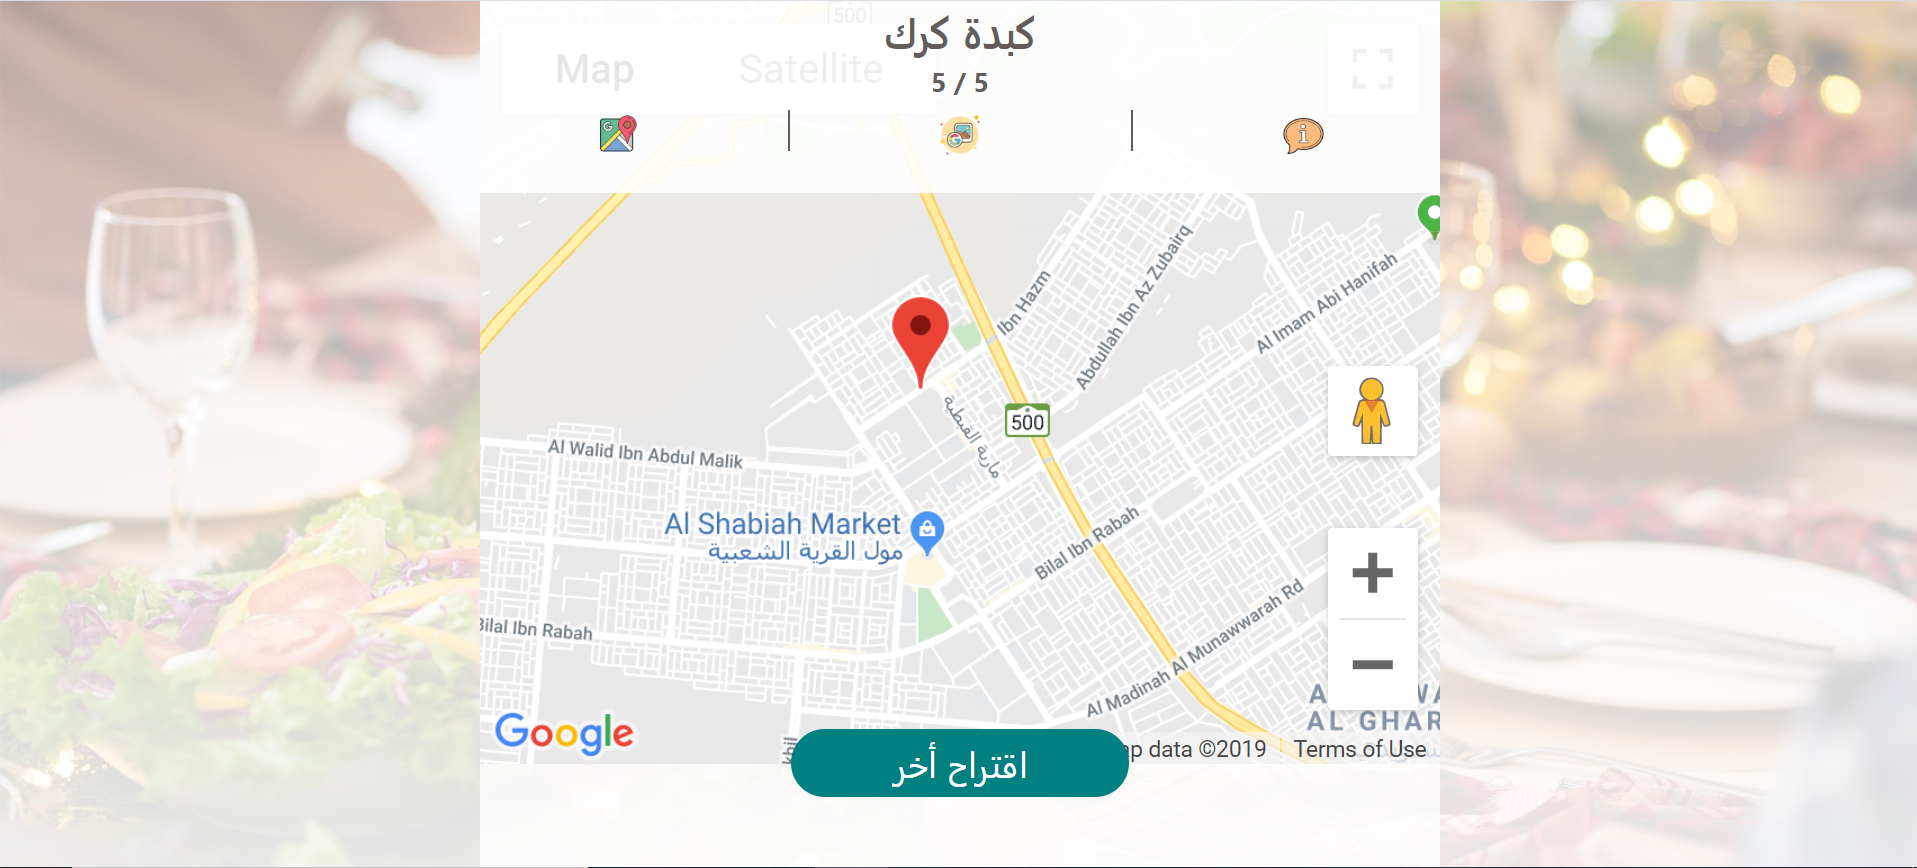 500
كبدة كرك
Map
Satellite
5 / 5
Ibn Hazm
Abdullah Ibn Az Zubairq
Al Imam Abi Hanifah
مارية القبطية
500
Al Walid Ibn Abdul Malik
Al Shabiah Market
مول القرية الشعبية
Bilal Ibn Rabah
Bilal Ibn Rabah
Al Madinah Al Munawwarah Rd
AL GHAR
Google
data ©2019
Terms of Use
اقتراح أخر